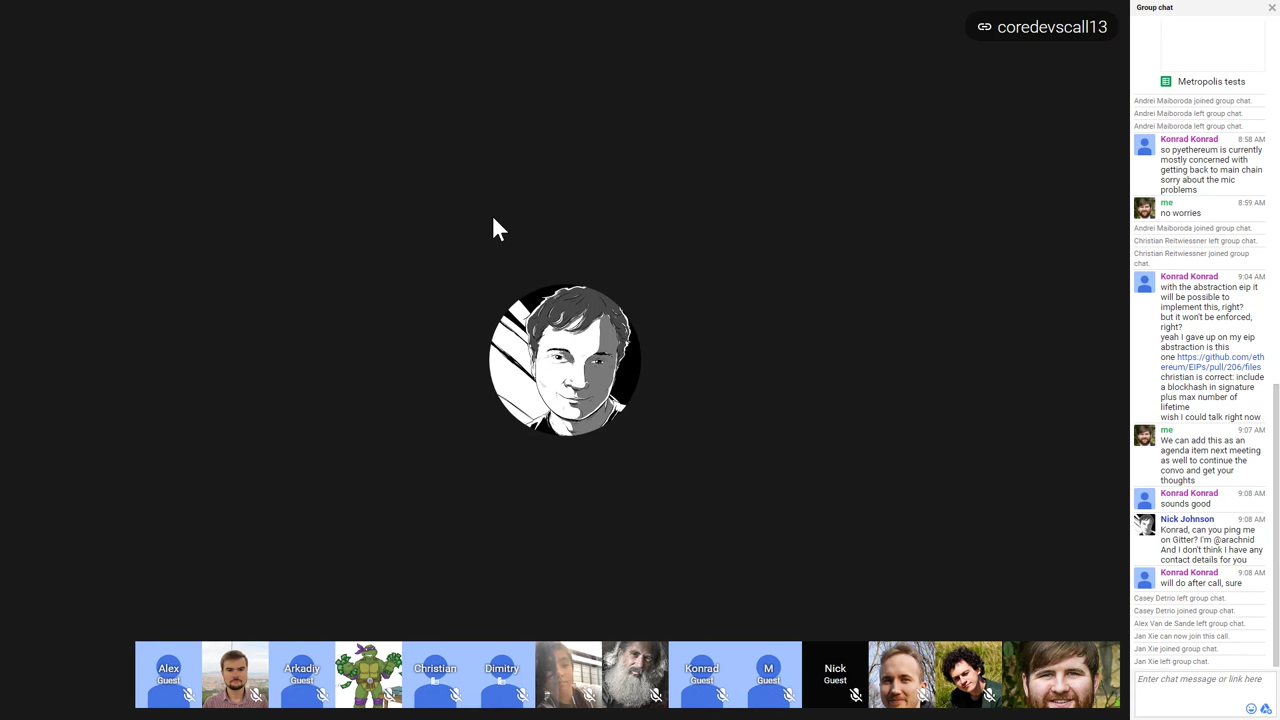 coredevscall13
Group chat
Metropolis tests
Andrei Maiboroda joined group chat.
Andrei Maiboroda left group chat.
Andrei Maiboroda left group chat.
Konrad Konrad 8:58 AM
so pyethereum is currently
mostly concerned with
getting back to main chain
sorry about the mic
problems
me 8:59 AM
no worries
Andrei Maiboroda joined group chat.
Christian Reitwiessner left group chat.
Christian Reitwiessner joined group
chat.
Konrad Konrad 9:04 AM
with the abstraction eip it
will be possible to
implement this, right?
but it won't be enforced,
right?
yeah I gave up on my eip
abstraction is this
one https://github.com/eth
ereum/EIPs/pull/206/files
christian is correct: include
a blockhash in signature
plus max number of
lifetime
wish I could talk right now
me 9:07 AM
We can add this as an
agenda item next meeting
as well to continue the
convo and get your
thoughts
Konrad Konrad 9:08 AM
sounds good
Nick Johnson 9:08 AM
Konrad, can you ping me
on Gitter? I'm @arachnid
And I don't think I have any
contact details for you
Konrad Konrad 9:08 AM
will do after call, sure
Casey Detrio left group chat.
Casey Detrio joined group chat.
Alex Van de Sande left group chat.
Jan Xie can now join this call.
Jan Xie joined group chat.
Jan Xie left group chat.
Enter chat message or link here
Alex
Guest
Arkadiy
Guest
Christian
Guest
Dimitry
Guest
Konrad
Guest
M
Guest
Nick
Guest